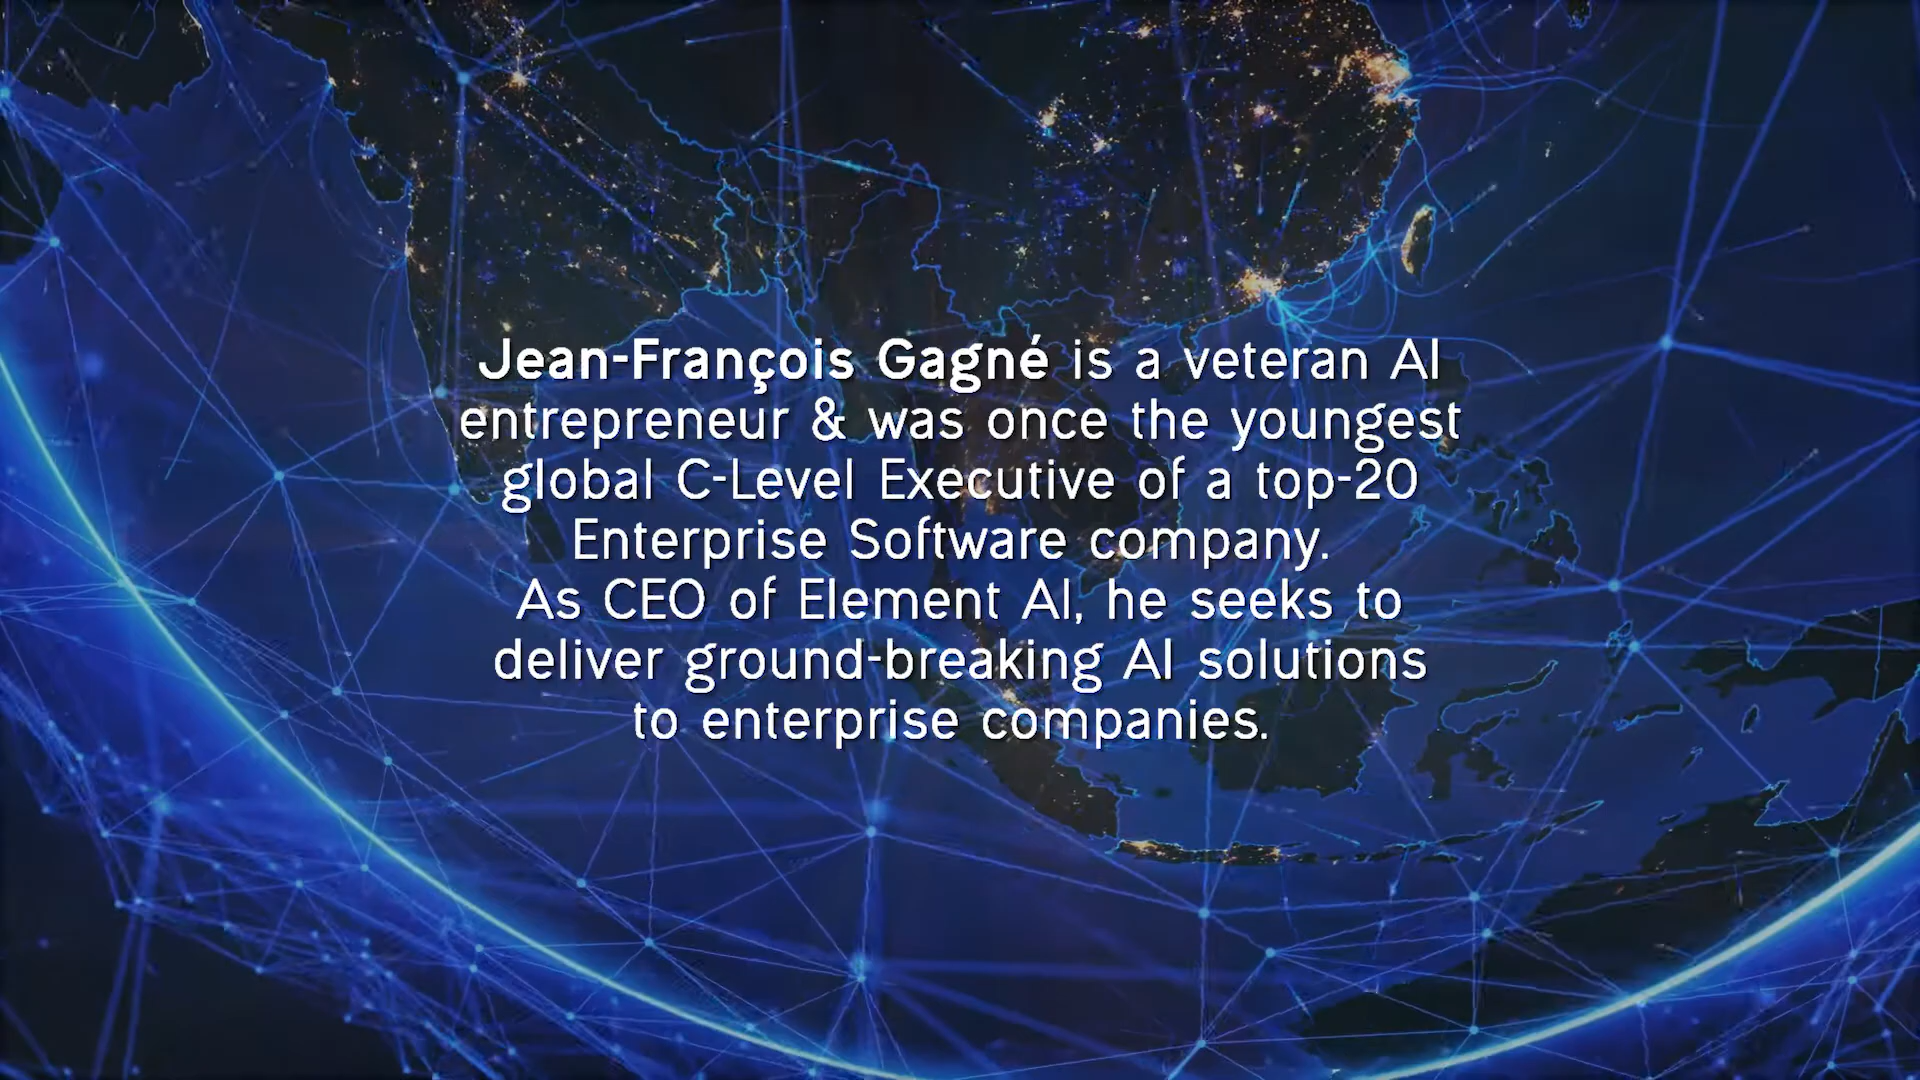 Jean-François Gagné is a veteran AI
entrepreneur & was once the youngest
global C-Level Executive of a top-20
Enterprise Software company.
As CEO of Element AI, he seeks to
deliver ground-breaking AI solutions
to enterprise companies.